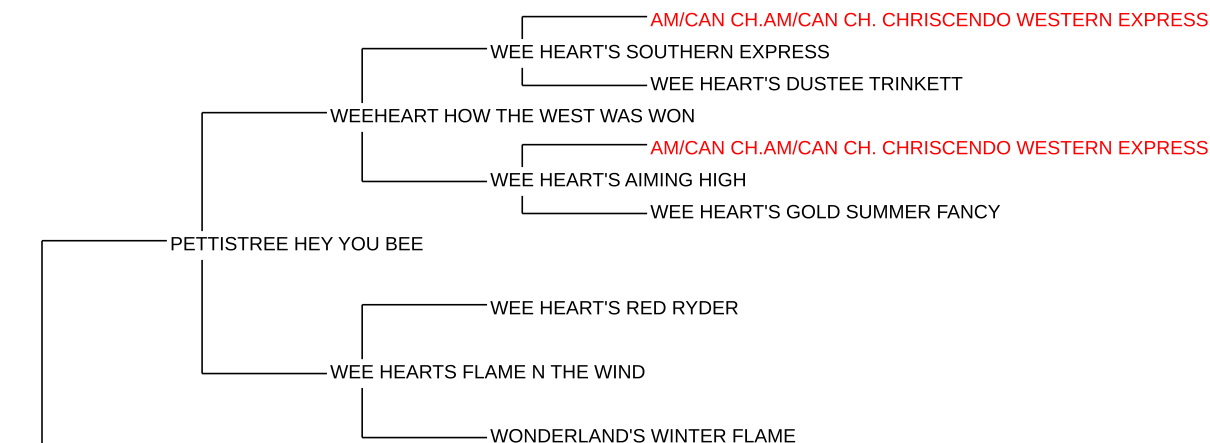 AM/CAN CH.AM/CAN CH. CHRISCENDO WESTERN EXPRESS
WEE HEART'S SOUTHERN EXPRESS
WEE HEART'S DUSTEE TRINKETT
WEEHEART HOW THE WEST WAS WON
AM/CAN CH.AM/CAN CH. CHRISCENDO WESTERN EXPRESS
WEE HEART'S AIMING HIGH
WEE HEART'S GOLD SUMMER FANCY
PETTISTREE HEY YOU BEE
WEE HEART'S RED RYDER
WEE HEARTS FLAME N THE WIND
WONDERLAND'S WINTER FLAME